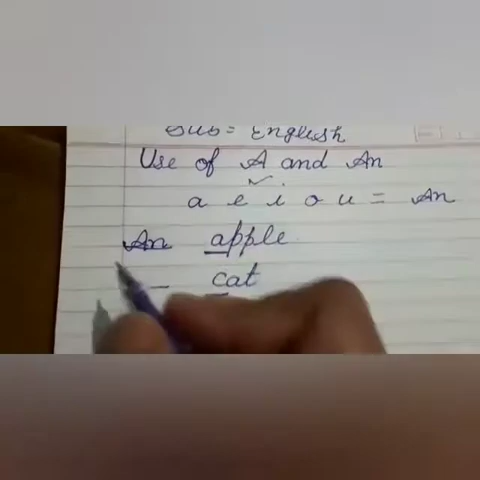 Sub = English
Use of A and An
a e i o u = An
An apple
_ cat